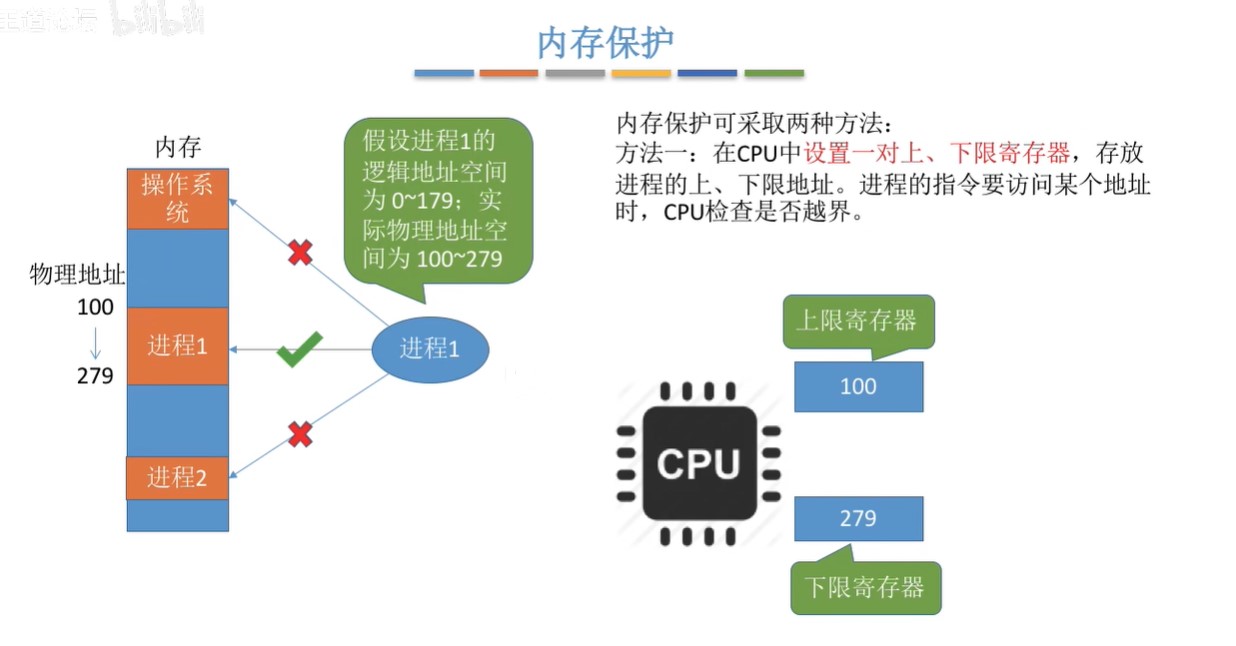 bilibili
内存保护
内存
操作系
统
物理地址
100
279
进程1
进程2
假设进程1的
逻辑地址空间
为 0~179；实
际物理地址空
间为 100~279
进程1
内存保护可采取两种方法：
方法一：在CPU中设置一对上、下限寄存器，存放
进程的上、下限地址。进程的指令要访问某个地址
时，CPU检查是否越界。
上限寄存器
100
CPU
279
下限寄存器